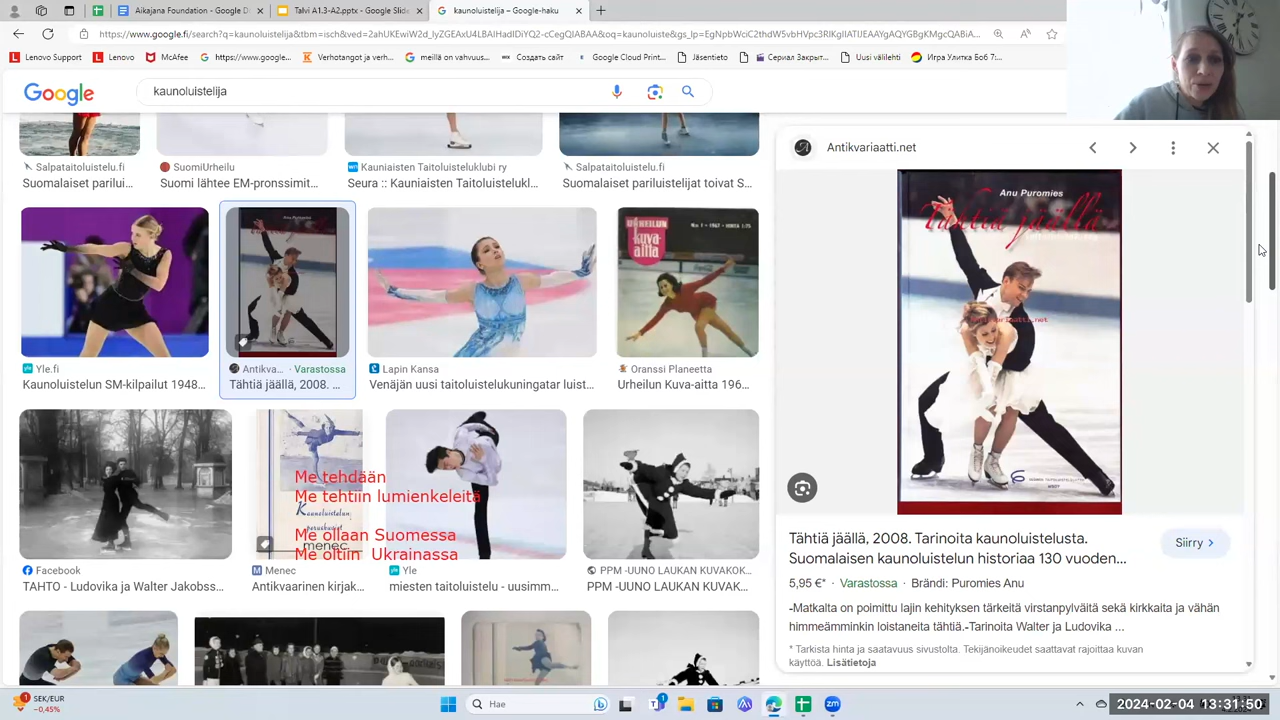 Aikajana Foundation - Google D
Talvi A1.3-A2.pptx - Google Slide
kaunoluistelija – Google-haku
Lenovo Support
Lenovo
McAfee
https://www.google...
Verhotangot ja verh...
meillä on vahvuus...
Создать сайт
Google Cloud Print...
Jäsentieto
Сериал Закрыт...
Uusi välilehti
Игра Улитка Боб 7:...
Google
kaunoluistelija
Salpataitoluistelu.fi
Suomalaiset parilui...
SuomiUrheilu
Suomi lähtee EM-pronssimit...
Kauniaisten Taitoluisteluklubi ry
Seura :: Kauniaisten Taitoluistelukl...
Salpataitoluistelu.fi
Suomalaiset pariluistelijat toivat S...
Antikvariaatti.net
Anu Puromies
Tähtiä jäällä
Yle.fi
Kaunoluistelun SM-kilpailut 1948...
Antikva... · Varastossa
Tähtiä jäällä, 2008. ...
Lapin Kansa
Venäjän uusi taitoluistelukuningatar luist...
URHEILUN
kuva-
aitta
Oranssi Planeetta
Urheilun Kuva-aitta 196...
Me tehdään
Me tehtiin lumienkeleitä
Kaunoluistelun
Me ollaan Suomessa
menec
Me oltiin Ukrainassa
Facebook
TAHTO - Ludovika ja Walter Jakobss...
Menec
Antikvaarinen kirjak...
Yle
miesten taitoluistelu - uusimm...
PPM -UUNO LAUKAN KUVAKOK...
PPM -UUNO LAUKAN KUVAK...
Tähtiä jäällä, 2008. Tarinoita kaunoluistelusta.
Suomalaisen kaunoluistelun historiaa 130 vuoden...
Siirry
5,95 €* · Varastossa · Brändi: Puromies Anu
-Matkalta on poimittu lajin kehityksen tärkeitä virstanpylväitä sekä kirkkaita ja vähän
himmeämminkin loistaneita tähtiä.-Tarinoita Walter ja Ludovika ...
* Tarkista hinta ja saatavuus sivustolta. Tekijänoikeudet saattavat rajoittaa kuvan
käyttöä. Lisätietoja
SEK/EUR
−0,45%
Hae
2024-02-04 13:31:50